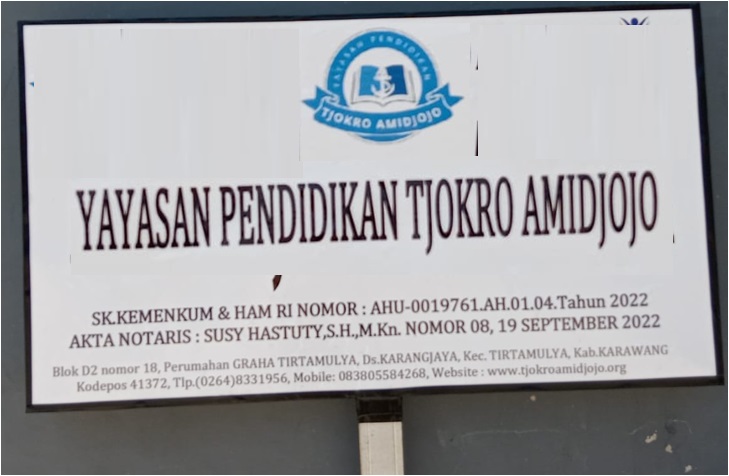 YAYASAN PENDIDIKAN
TJOKRO AMIDJOJO
YAYASAN PENDIDIKAN TJOKRO AMIDJOJO
SK.KEMENKUM & HAM RI NOMOR : AHU-0019761.AH.01.04.Tahun 2022
AKTA NOTARIS : SUSY HASTUTY,S.H.,M.Kn. NOMOR 08, 19 SEPTEMBER 2022
Blok D2 nomor 18, Perumahan GRAHA TIRTAMULYA, Ds.KARANGJAYA, Kec. TIRTAMULYA, Kab.KARAWANG
Kodepos 41372, Tlp.(0264)8331956, Mobile: 083805584268, Website : www.tjokroamidjojo.org